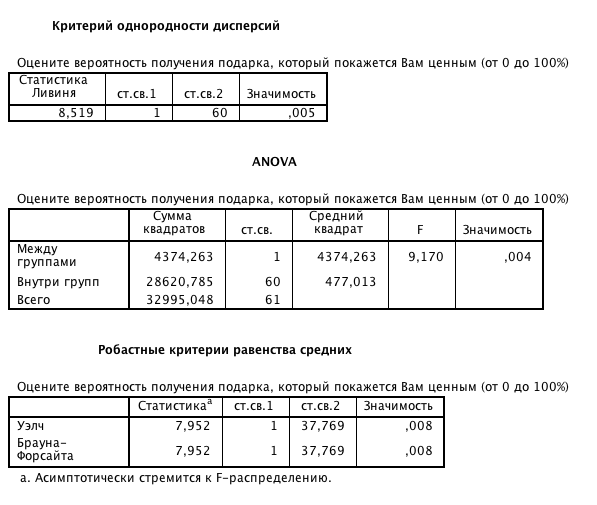 Критерий однородности дисперсий
Оцените вероятность получения подарка, который покажется Вам ценным (от 0 до 100%)
Статистика Ливиня ст.св.1 ст.св.2 Значимость
8,519 1 60 ,005
ANOVA
Оцените вероятность получения подарка, который покажется Вам ценным (от 0 до 100%)
Сумма квадратов ст.св. Средний квадрат F Значимость
Между группами 4374,263 1 4374,263 9,170 ,004
Внутри групп 28620,785 60 477,013
Всего 32995,048 61
Робастные критерии равенства средних
Оцените вероятность получения подарка, который покажется Вам ценным (от 0 до 100%)
Статистикаa ст.св.1 ст.св.2 Значимость
Уэлч 7,952 1 37,769 ,008
Брауна-Форсайта 7,952 1 37,769 ,008
a. Асимптотически стремится к F-распределению.